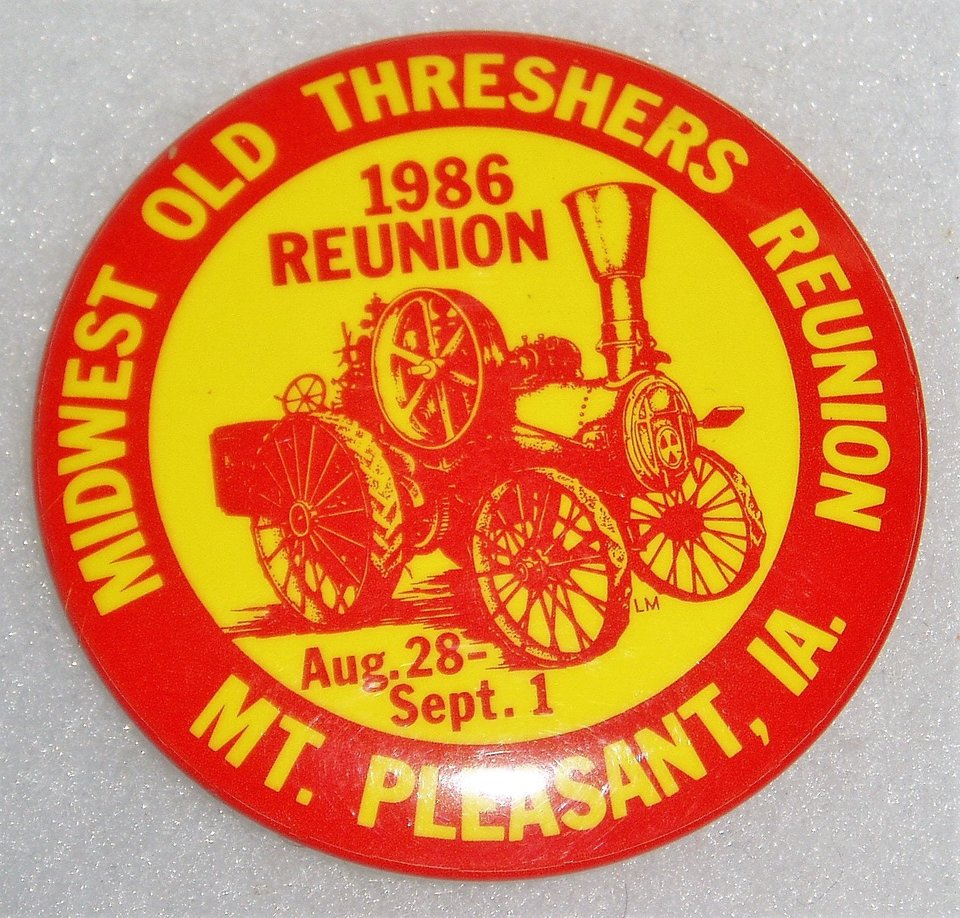 MIDWEST OLD THRESHERS REUNION
1986
REUNION
LM
Aug. 28-
Sept. 1
MT. PLEASANT, IA.